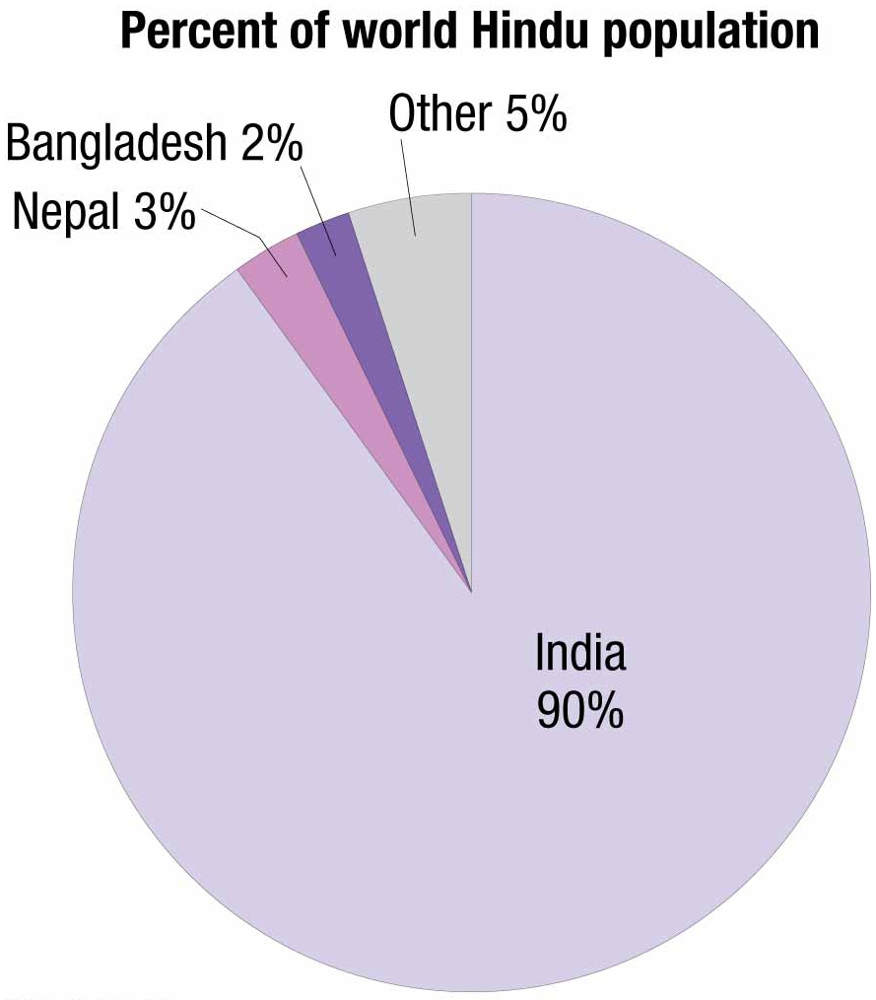 Percent of world Hindu population
Other 5%
Bangladesh 2%
Nepal 3%
India
90%